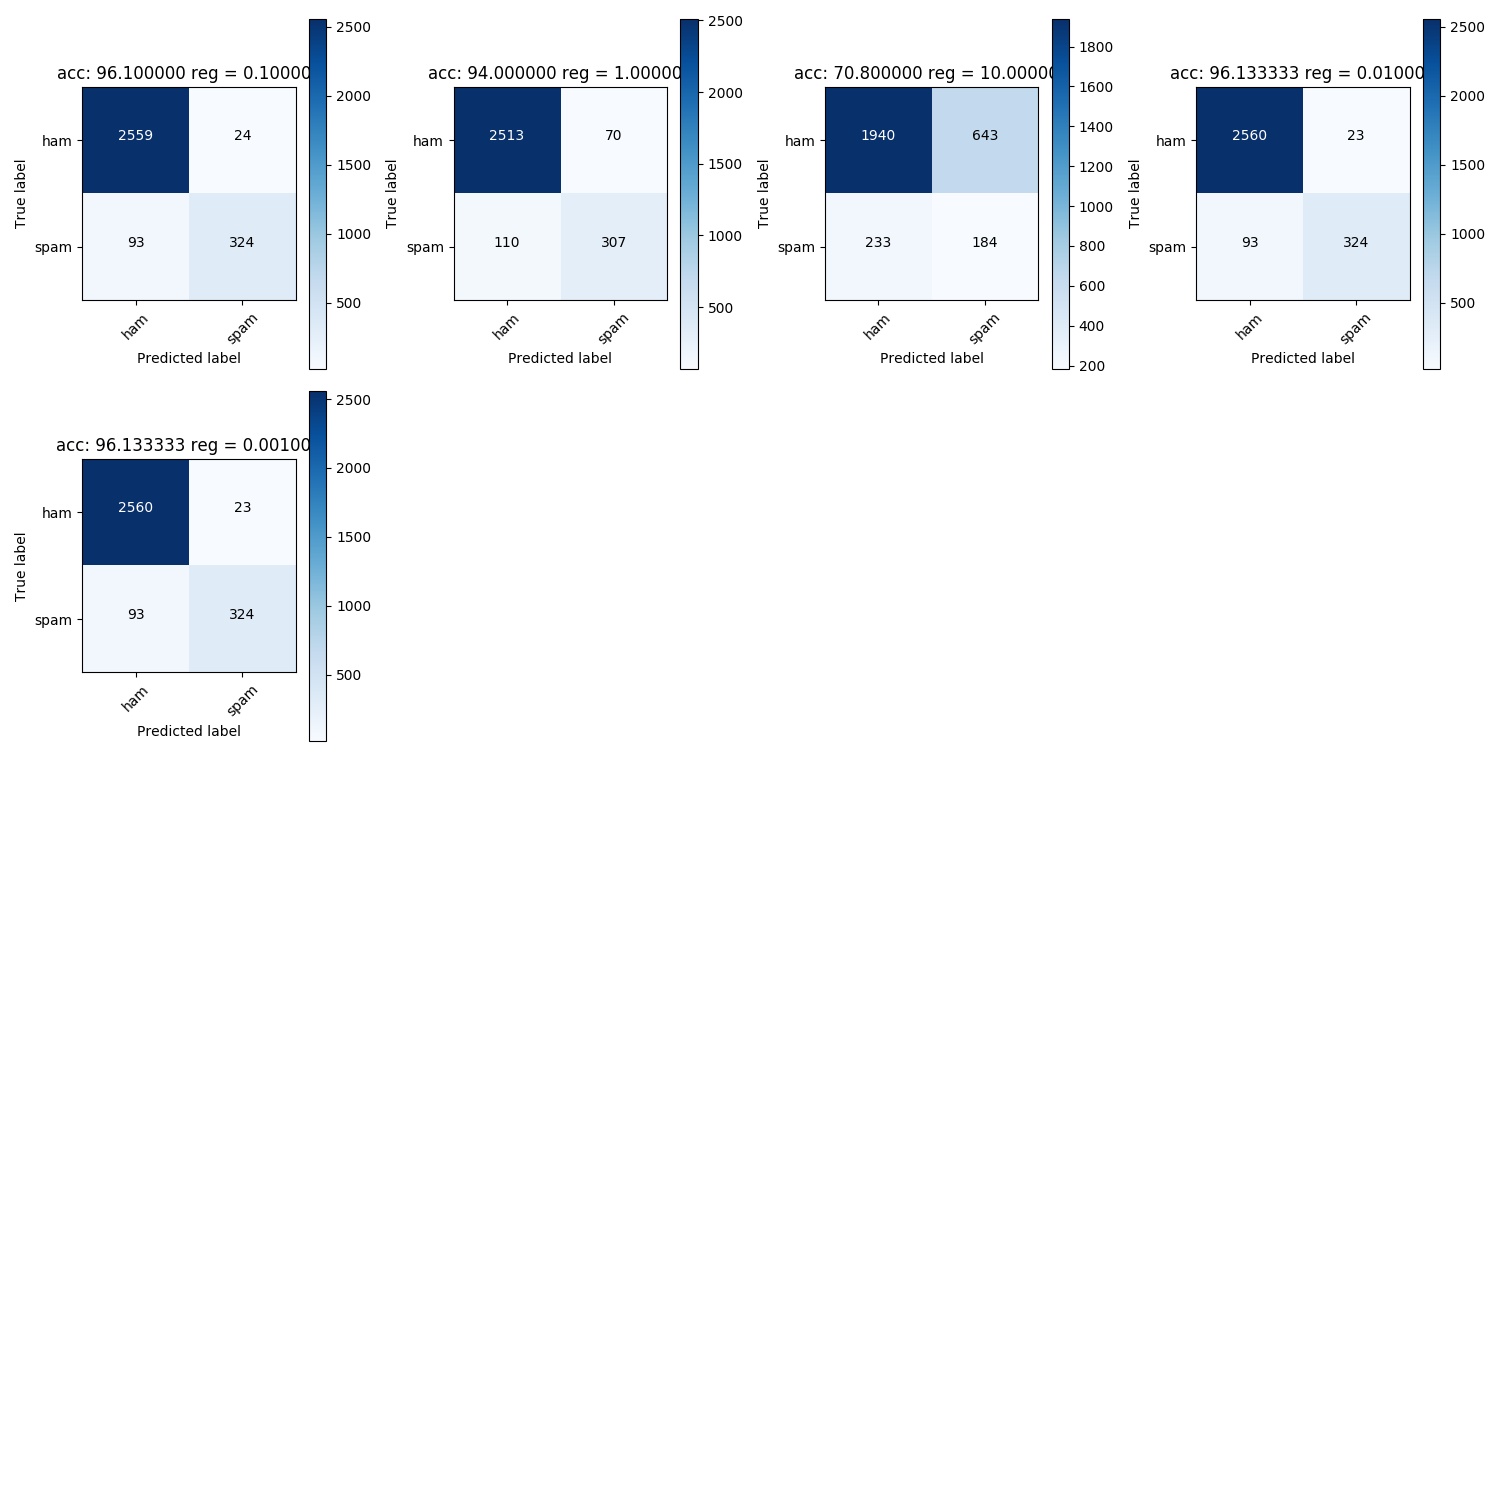 acc: 96.100000 reg = 0.10000
2559 24
93 324
ham
spam
True label
ham spam
Predicted label
2500
2000
1500
1000
500
acc: 94.000000 reg = 1.00000
2513 70
110 307
ham
spam
True label
ham spam
Predicted label
2500
2000
1500
1000
500
acc: 70.800000 reg = 10.0000
1940 643
233 184
ham
spam
True label
ham spam
Predicted label
1800
1600
1400
1200
1000
800
600
400
200
acc: 96.133333 reg = 0.01000
2560 23
93 324
ham
spam
True label
ham spam
Predicted label
2500
2000
1500
1000
500
acc: 96.133333 reg = 0.00100
2560 23
93 324
ham
spam
True label
ham spam
Predicted label
2500
2000
1500
1000
500